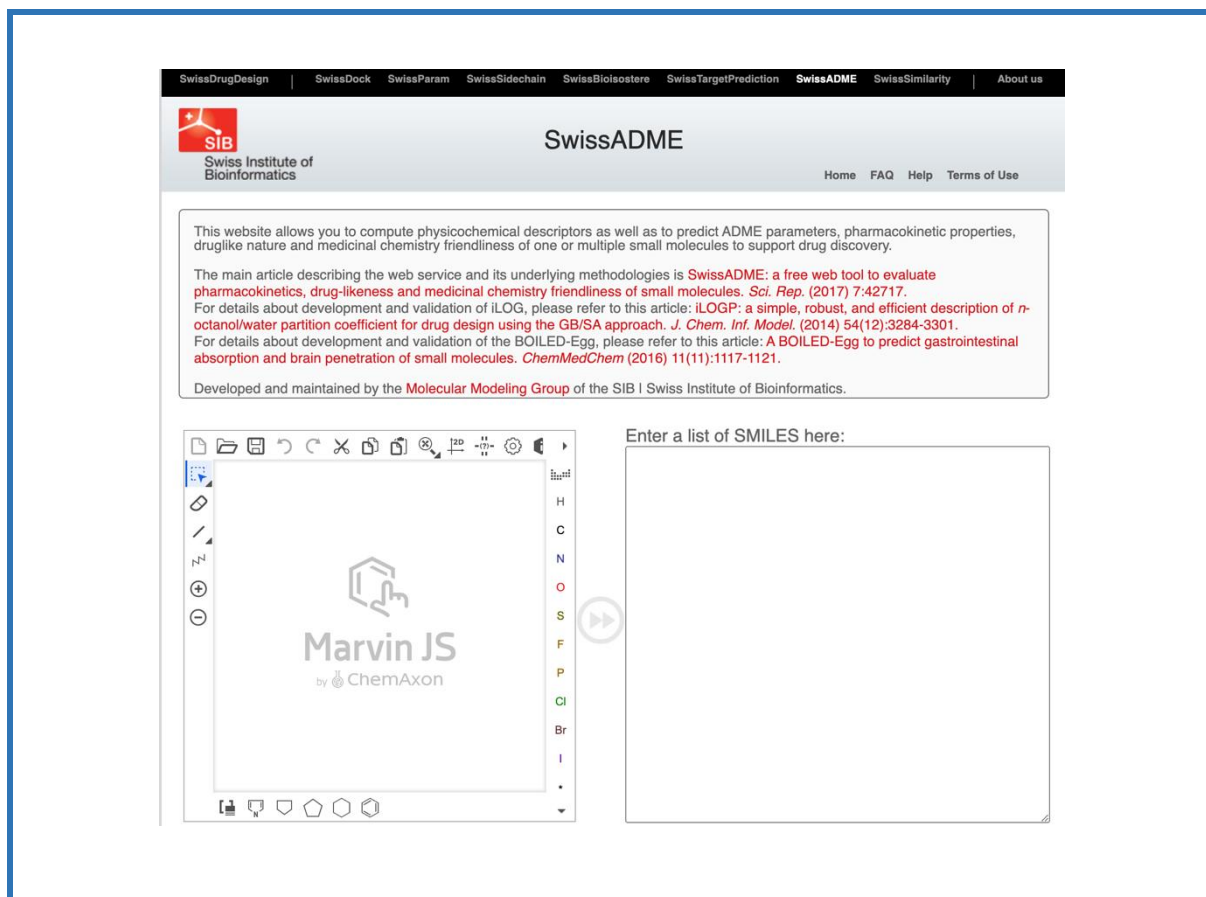 SwissDrugDesign | SwissDock SwissParam SwissSidechain SwissBioisostere SwissTargetPrediction SwissADME SwissSimilarity | About us
SIB
Swiss Institute of
Bioinformatics
SwissADME
Home FAQ Help Terms of Use
This website allows you to compute physicochemical descriptors as well as to predict ADME parameters, pharmacokinetic properties,
druglike nature and medicinal chemistry friendliness of one or multiple small molecules to support drug discovery.
The main article describing the web service and its underlying methodologies is SwissADME: a free web tool to evaluate
pharmacokinetics, drug-likeness and medicinal chemistry friendliness of small molecules. Sci. Rep. (2017) 7:42717.
For details about development and validation of iLOG, please refer to this article: iLOGP: a simple, robust, and efficient description of n-
octanol/water partition coefficient for drug design using the GB/SA approach. J. Chem. Inf. Model. (2014) 54(12):3284-3301.
For details about development and validation of the BOILED-Egg, please refer to this article: A BOILED-Egg to predict gastrointestinal
absorption and brain penetration of small molecules. ChemMedChem (2016) 11(11):1117-1121.
Developed and maintained by the Molecular Modeling Group of the SIB I Swiss Institute of Bioinformatics.
2D
-(?)-
H
C
N
O
S
F
P
Cl
Br
I
Marvin JS
by ChemAxon
N
Enter a list of SMILES here: